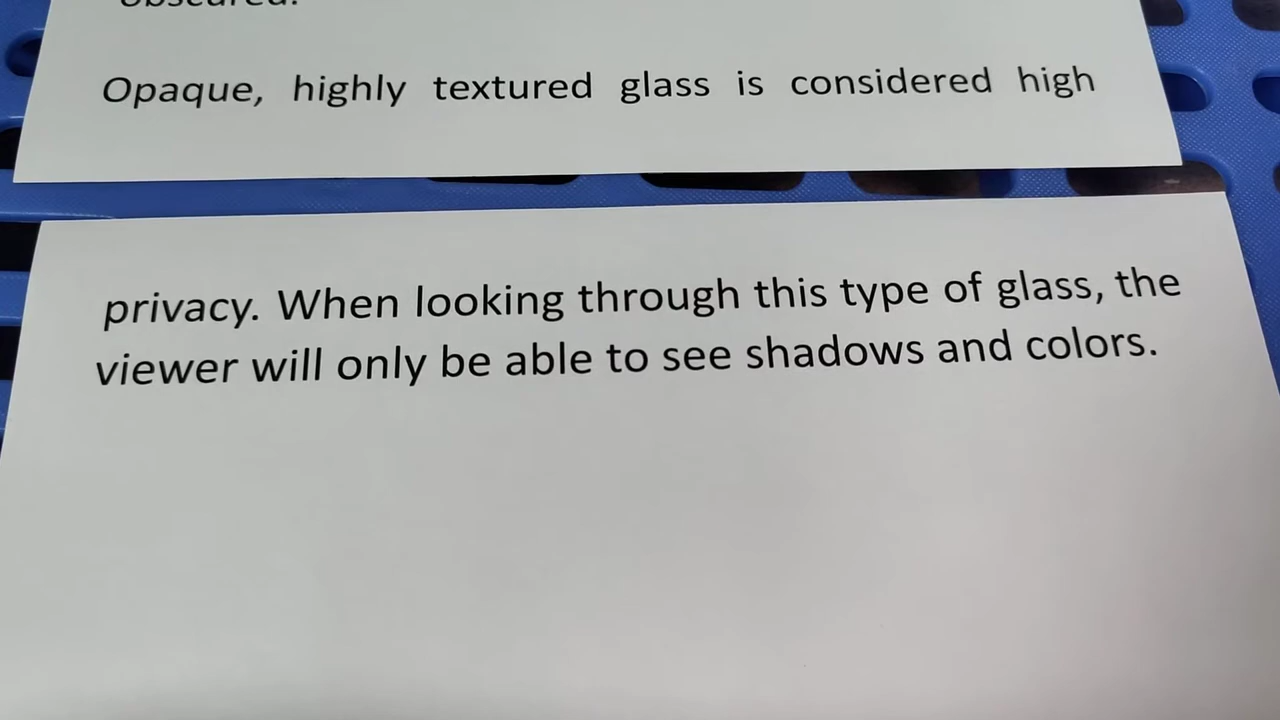 obscured.
Opaque, highly textured glass is considered high
privacy. When looking through this type of glass, the
viewer will only be able to see shadows and colors.